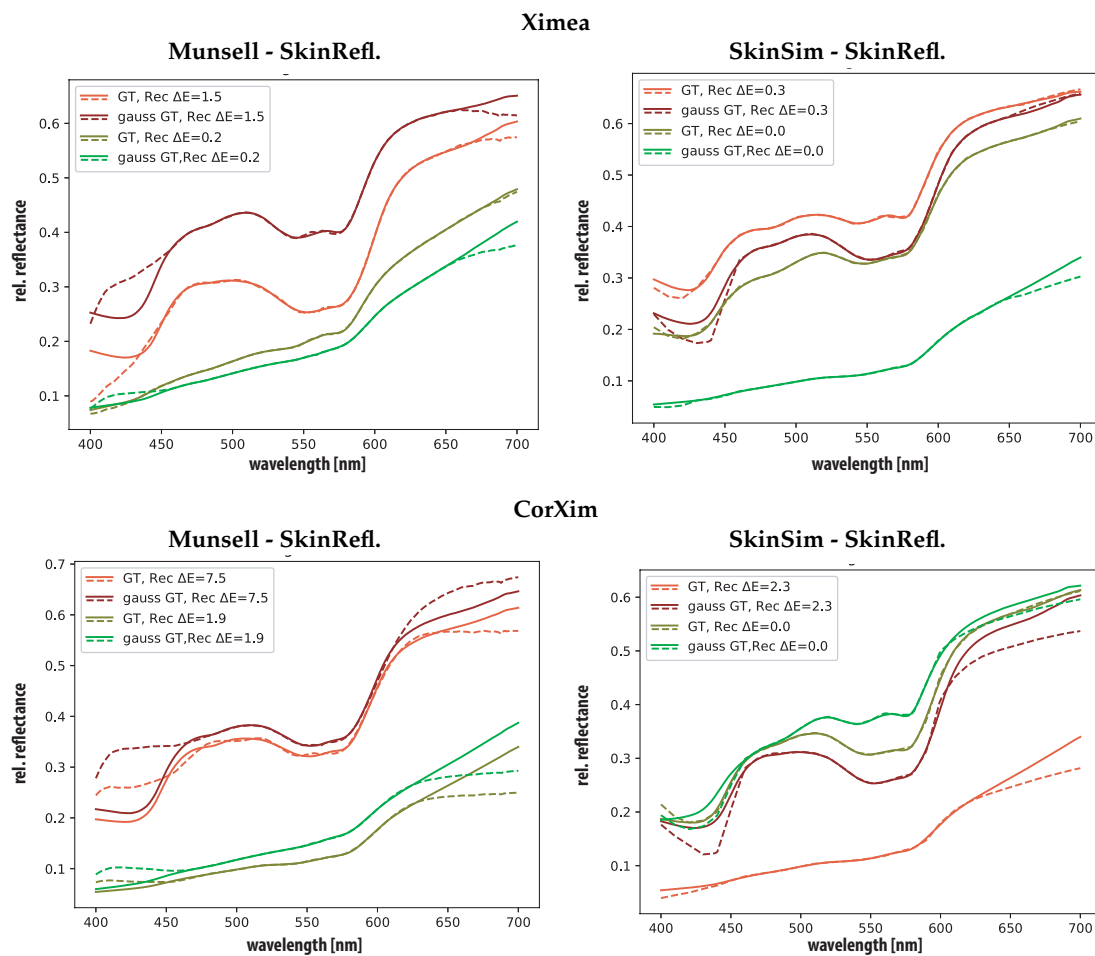 Ximea
Munsell - SkinRefl.
GT, Rec ΔE=1.5
gauss GT, Rec ΔE=1.5
GT, Rec ΔE=0.2
gauss GT,Rec ΔE=0.2
rel. reflectance
0.6
0.5
0.4
0.3
0.2
0.1
400 450 500 550 600 650 700
wavelength [nm]
SkinSim - SkinRefl.
GT, Rec ΔE=0.3
gauss GT, Rec ΔE=0.3
GT, Rec ΔE=0.0
gauss GT,Rec ΔE=0.0
rel. reflectance
0.6
0.5
0.4
0.3
0.2
0.1
400 450 500 550 600 650 700
wavelength [nm]
CorXim
Munsell - SkinRefl.
GT, Rec ΔE=7.5
gauss GT, Rec ΔE=7.5
GT, Rec ΔE=1.9
gauss GT,Rec ΔE=1.9
rel. reflectance
0.7
0.6
0.5
0.4
0.3
0.2
0.1
400 450 500 550 600 650 700
wavelength [nm]
SkinSim - SkinRefl.
GT, Rec ΔE=2.3
gauss GT, Rec ΔE=2.3
GT, Rec ΔE=0.0
gauss GT,Rec ΔE=0.0
rel. reflectance
0.6
0.5
0.4
0.3
0.2
0.1
400 450 500 550 600 650 700
wavelength [nm]